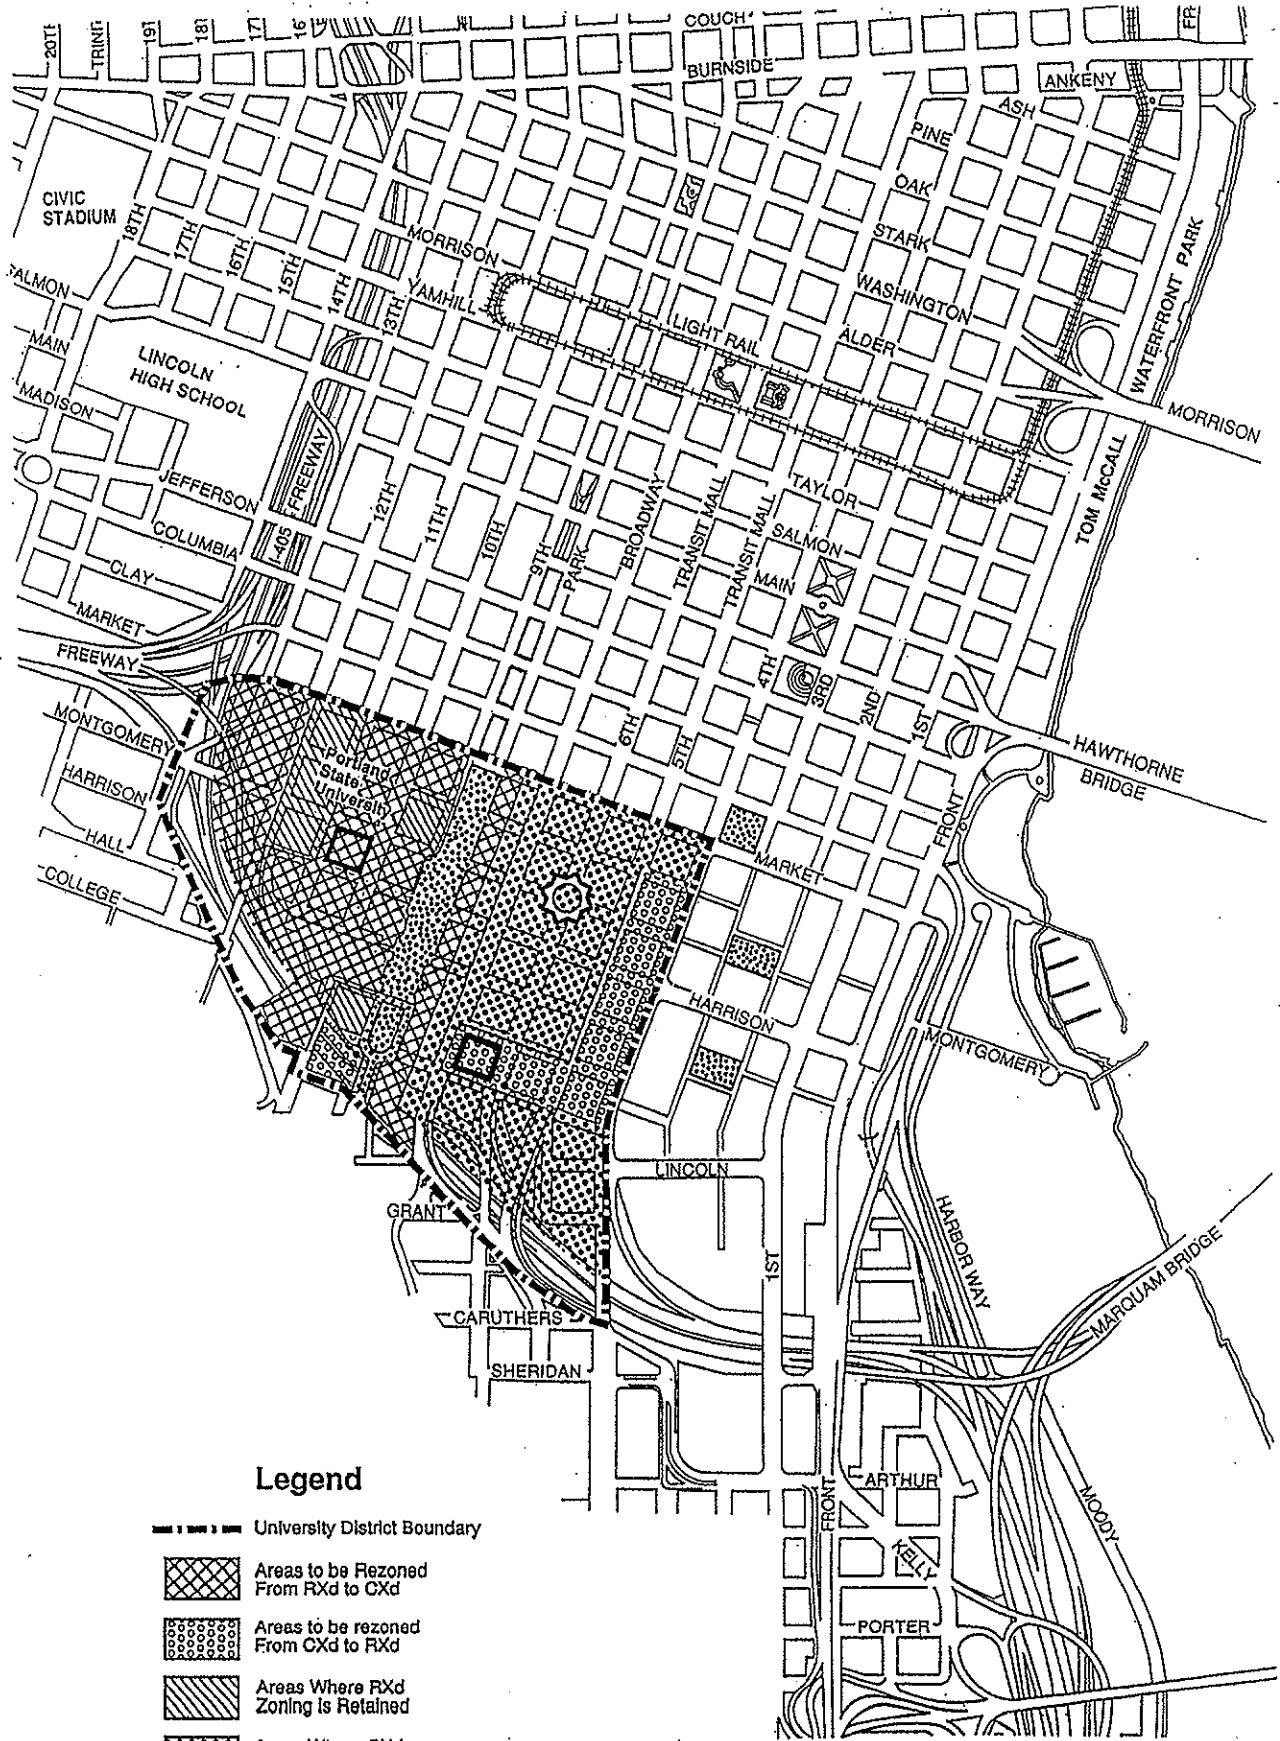 COUCH
BURNSIDE
ANKENY
ASH
PINE
OAK
STARK
WASHINGTON
ALDER
20TH
18TH
17TH
16TH
15TH
14TH
13TH
CIVIC
STADIUM
MORRISON
YAMHILL
LIGHT RAIL
SALMON
MAIN
MADISON
LINCOLN
HIGH SCHOOL
JEFFERSON
COLUMBIA
CLAY
MARKET
FREEWAY
I-405 FREEWAY
12TH
11TH
10TH
9TH
PARK
BROADWAY
TRANSIT MALL
TRANSIT MALL
TAYLOR
SALMON
MAIN
WATERFRONT PARK
TOM McCALL
MORRISON
4TH
3RD
2ND
1ST
6TH
5TH
FRONT
HAWTHORNE
BRIDGE
MONTGOMERY
HARRISON
HALL
COLLEGE
Portland
State
University
MARKET
HARRISON
MONTGOMERY
LINCOLN
GRANT
CARUTHERS
SHERIDAN
1ST
HARBOR WAY
MARQUAM BRIDGE
FRONT
ARTHUR
KELLY
PORTER
MOODY
Legend
University District Boundary
Areas to be Rezoned
From RXd to CXd
Areas to be rezoned
From CXd to RXd
Areas Where RXd
Zoning is Retained